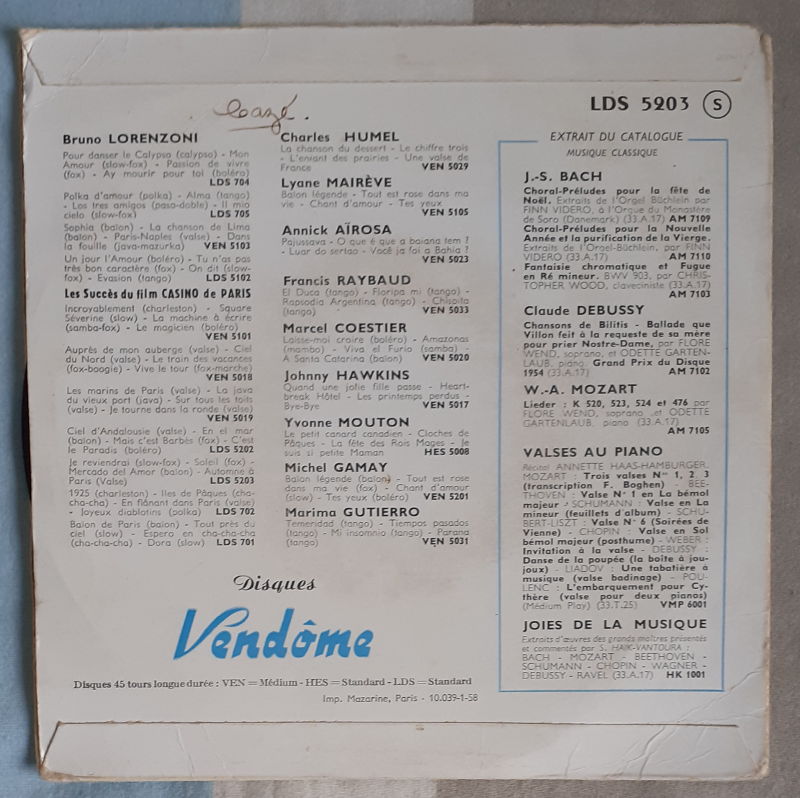 LDS 5203 S
Bruno LORENZONI
Pour danser le Calypso (calypso) - Mon
Amour (slow-fox) - Passion de vivre
(fox) - Ay mourir pour toi (boléro)
LDS 704
Polka d'amour (polka) - Alma (tango)
- Los tres amigos (paso-doble) - Il mio
cielo (slow-fox) LDS 705
Sophia (baïon) - La chanson de Lima
(baïon) - Paris-Naples (valse) - Dans
la fouille (java-mazurka) VEN 5103
Un jour l'Amour (boléro) - Tu n'as pas
très bon caractère (fox) - On dit (slow-
fox) - Evasion (tango) LDS 5102
Les Succès du film CASINO de PARIS
Incroyablement (charleston) - Square
Séverine (slow) - La machine à écrire
(samba-fox) - Le magicien (boléro)
VEN 5101
Auprès de mon auberge (valse) - Ciel
du Nord (valse) - Le train des vacances
(fox-boogie) - Vive le tour (fox-marche)
VEN 5018
Les marins de Paris (valse) - La java
du vieux port (java) - Sur tous les toits
(valse) - Je tourne dans la ronde (valse)
VEN 5019
Ciel d'Andalousie (valse) - En el mar
(baïon) - Mais c'est Barbès (fox) - C'est
le Paradis (boléro) LDS 5202
Je reviendrai (slow-fox) - Soleil (fox) -
Mercado del Amor (baïon) - Automne à
Paris (Valse) LDS 5203
1925 (charleston) - Iles de Pâques (cha-
cha-cha) - En flânant dans Paris (valse)
- Joyeux diablotins (polka) LDS 702
Baïon de Paris (baïon) - Tout près du
ciel (slow) - Espero en cha-cha-cha
(cha-cha-cha) - Dora (slow) LDS 701
Charles HUMEL
La chanson du dessert - Le chiffre trois
- L'enfant des prairies - Une valse de
France VEN 5029
Lyane MAIRÈVE
Baïon légende - Tout est rose dans ma
vie - Chant d'amour - Tes yeux
VEN 5105
Annick AÏROSA
Pajussava - O que é que a baiana tem ?
- Luar do sertao - Você ja foi a Bahia ?
VEN 5023
Francis RAYBAUD
El Duca (tango) - Floripa mi (tango) -
Rapsodia Argentina (tango) - Chisoita
(tango) VEN 5033
Marcel COESTIER
Laisse-moi croire (boléro) - Amazonas
(mambo) - Viva el Furio (samba) -
A Santa Catarina (baïon) VEN 5020
Johnny HAWKINS
Quand une jolie fille passe - Heart-
break Hôtel - Les printemps perdus -
Bye-Bye VEN 5017
Yvonne MOUTON
Le petit canard canadien - Cloches de
Pâques - La fête des Rois Mages - Je
suis si petite Maman HES 5008
Michel GAMAY
Baïon légende (baïon) - Tout est rose
dans ma vie (fox) - Chant d'amour
(slow) - Tes yeux (boléro) VEN 5201
Marima GUTIERRO
Temeridad (tango) - Tiempos pasados
(tango) - Mi insomnio (tango) - Parana
(tango) VEN 5031
EXTRAIT DU CATALOGUE
MUSIQUE CLASSIQUE
J.-S. BACH
Choral-Préludes pour la fête de
Noël. Extraits de l'Orgel Büchlein par
FINN VIDERO, à l'Orgue du Monastère
de Soro (Danemark) (33.A.17) AM 7109
Choral-Préludes pour la Nouvelle
Année et la purification de la Vierge.
Extraits de l'Orgel-Büchlein, par FINN
VIDERO (33.A.17) AM 7110
Fantaisie chromatique et Fugue
en Ré mineur. BWV 903, par CHRIS-
TOPHER WOOD, claveciniste (33.A.17)
AM 7103
Claude DEBUSSY
Chansons de Bilitis - Ballade que
Villon feit à la requeste de sa mère
pour prier Nostre-Dame, par FLORE
WEND, soprano, et ODETTE GARTEN-
LAUB, piano. Grand Prix du Disque
1954 (33.A.17) AM 7102
W.-A. MOZART
Lieder : K 520, 523, 524 et 476 par
FLORE WEND, soprano et ODETTE
GARTENLAUB, piano (33.A.17)
AM 7105
VALSES AU PIANO
Récital ANNETTE HAAS-HAMBURGER.
MOZART : Trois valses Nos 1, 2, 3
(transcription F. Boghen) - BEE-
THOVEN : Valse N° 1 en La bémol
majeur - SCHUMANN : Valse en La
mineur (feuillets d'album) - SCHU-
BERT-LISZT : Valse N° 6 (Soirées de
Vienne) - CHOPIN : Valse en Sol
bémol majeur (posthume) - WEBER :
Invitation à la valse - DEBUSSY :
Danse de la poupée (la boîte à jou-
joux) - LIADOV : Une tabatière à
musique (valse badinage) - POU-
LENC : L'embarquement pour Cy-
thère (valse pour deux pianos)
(Médium Play) (33.T.25) VMP 6001
JOIES DE LA MUSIQUE
Extraits d'œuvres des grands maîtres présentés
et commentés par S. HAIK-VANTOURA :
BACH - MOZART - BEETHOVEN -
SCHUMANN - CHOPIN - WAGNER -
DEBUSSY - RAVEL (33.A.17) HK 1001
Disques
Vendôme
Disques 45 tours longue durée : VEN = Médium - HES = Standard - LDS = Standard
Imp. Mazarine, Paris - 10.039-1-58